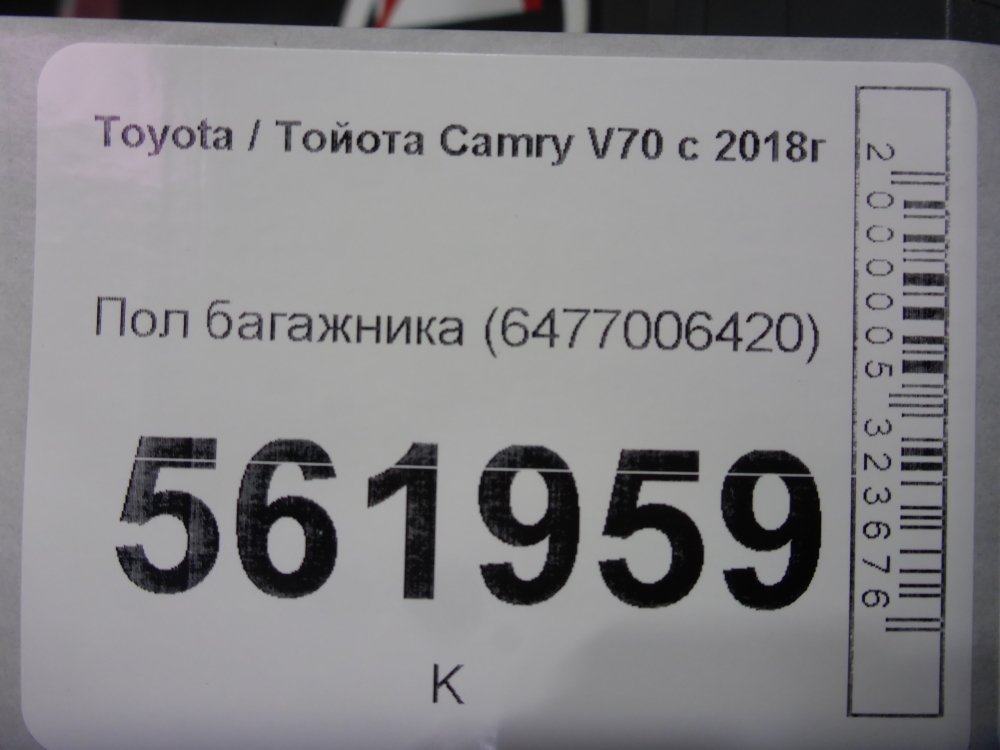 Toyota / Тойота Camry V70 с 2018г
Пол багажника (6477006420)
561959
К
2000005323676